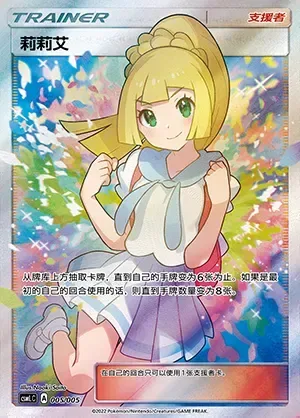 TRAINER
支援者
莉莉艾
从牌库上方抽取卡牌，直到自己的手牌变为6张为止。如果是最
初的自己的回合使用的话，则直到手牌数量变为8张。
在自己的回合只可以使用1张支援者卡。
Illus. Naoki Saito
CSMLC A 005/005
©2022 Pokémon/Nintendo/Creatures/GAME FREAK.